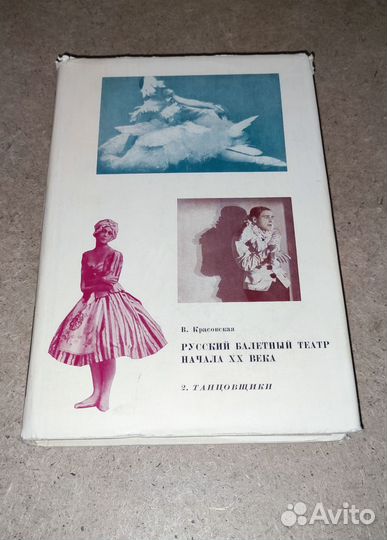 В. Красовская
РУССКИЙ БАЛЕТНЫЙ ТЕАТР
НАЧАЛА XX ВЕКА
2. ТАНЦОВЩИКИ
Avito